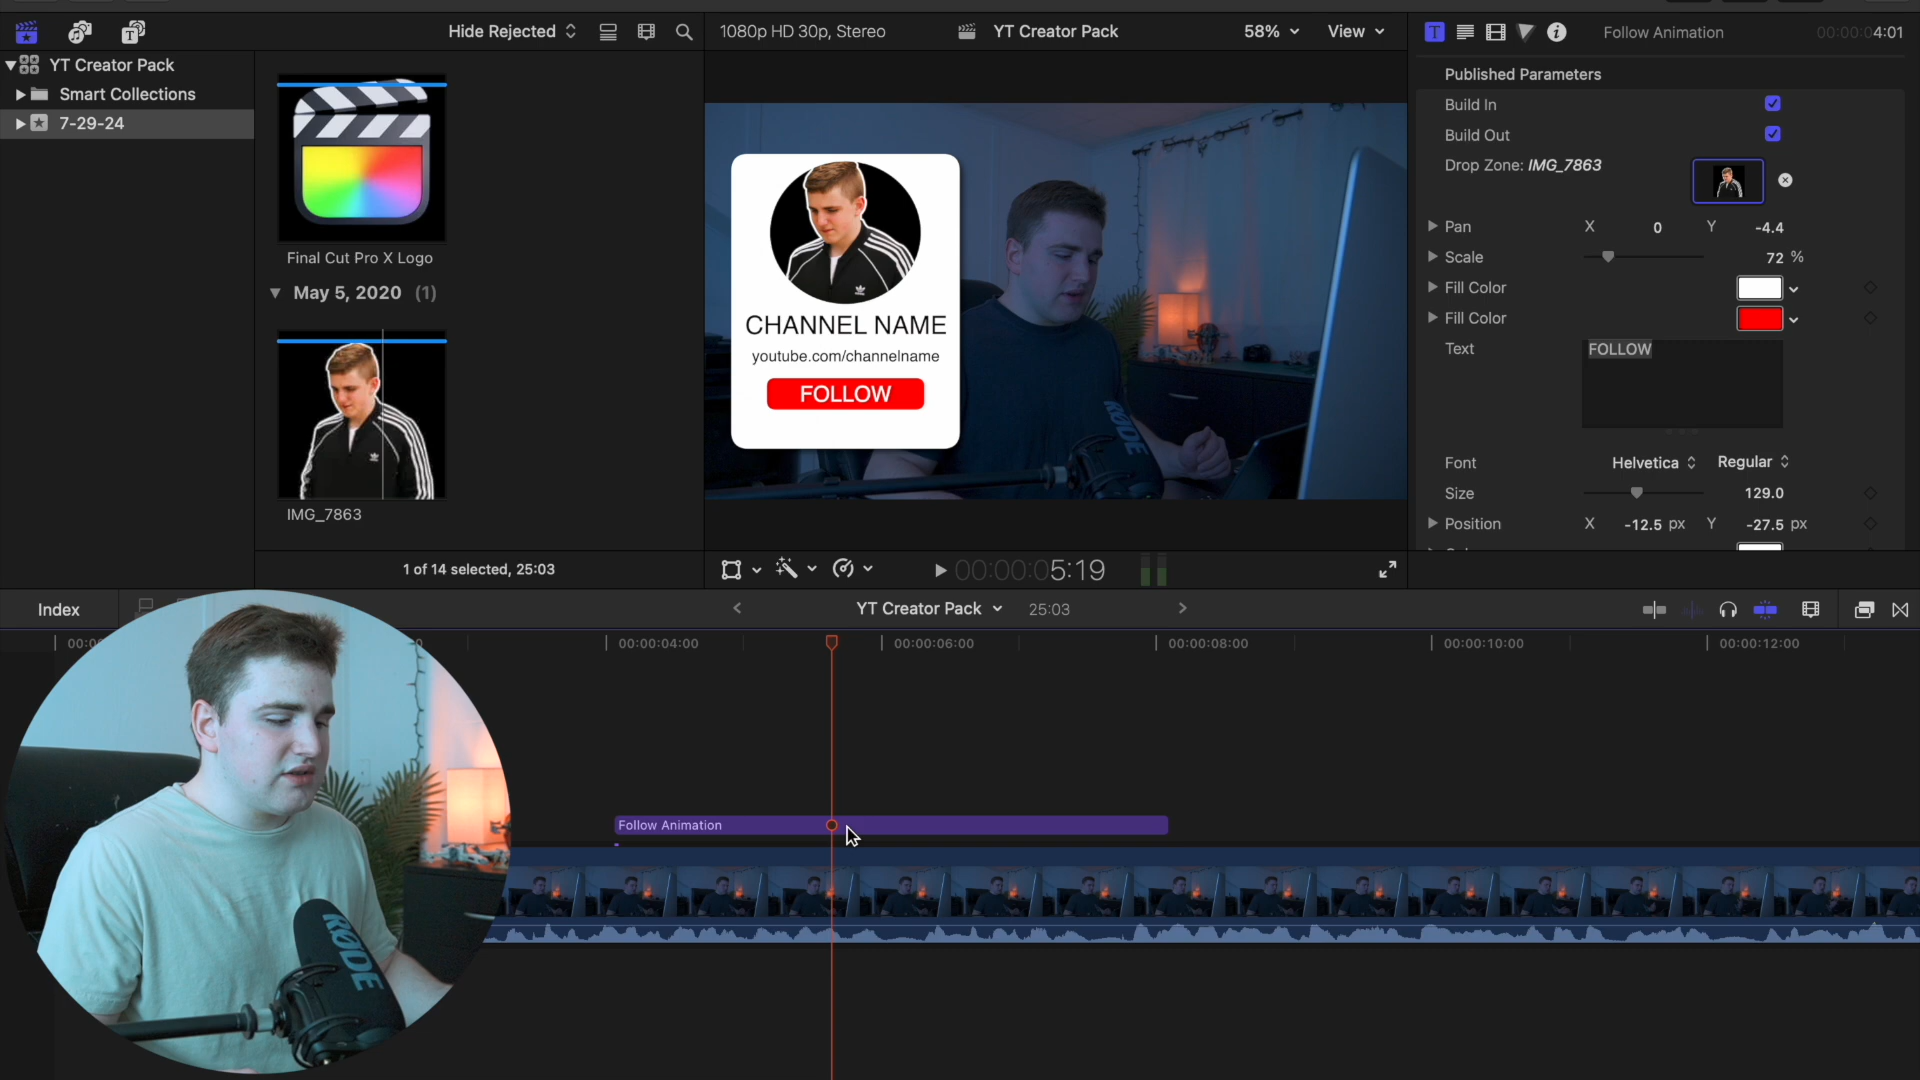 Hide Rejected
1080p HD 30p, Stereo
YT Creator Pack
58%
View
Follow Animation
00:00:04:01
YT Creator Pack
Smart Collections
7-29-24
Final Cut Pro X Logo
May 5, 2020 (1)
IMG_7863
1 of 14 selected, 25:03
CHANNEL NAME
youtube.com/channelname
FOLLOW
RØDE
00:00:05:19
Published Parameters
Build In
Build Out
Drop Zone: IMG_7863
Pan X 0 Y -4.4
Scale 72 %
Fill Color
Fill Color
Text FOLLOW
Font Helvetica Regular
Size 129.0
Position X -12.5 px Y -27.5 px
Index
YT Creator Pack
25:03
00:00:04:00
00:00:06:00
00:00:08:00
00:00:10:00
00:00:12:00
Follow Animation
RØDE